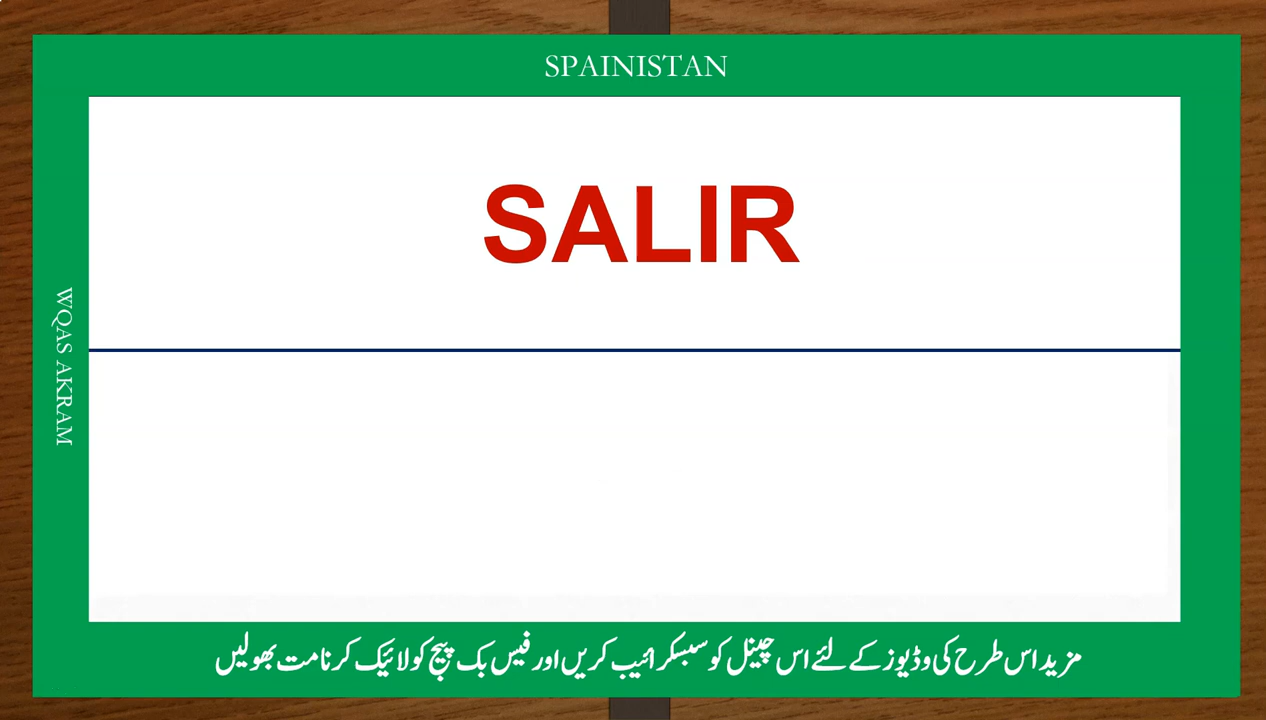 SPAINISTAN
SALIR
WQAS AKRAM
مزید اس طرح کی وڈیوز کے لئے اس چینل کو سبسکرائیب کریں اور فیس بک پیج کو لائیک کرنا مت بھولیں